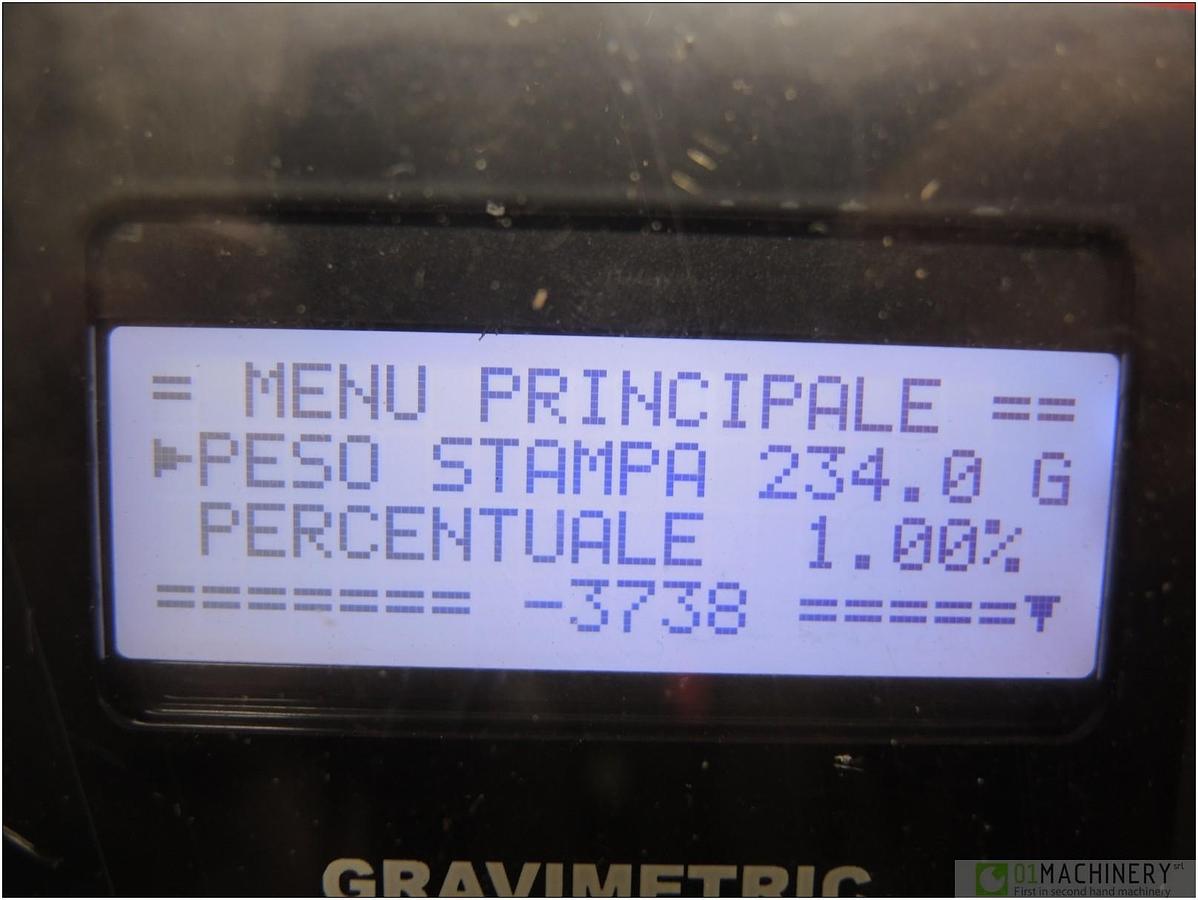 = MENU PRINCIPALE ==
►PESO STAMPA 234.0 G
PERCENTUALE 1.00%
======= -3738 =====▼
GRAVIMETRIC
01MACHINERY srl
First in second hand machinery